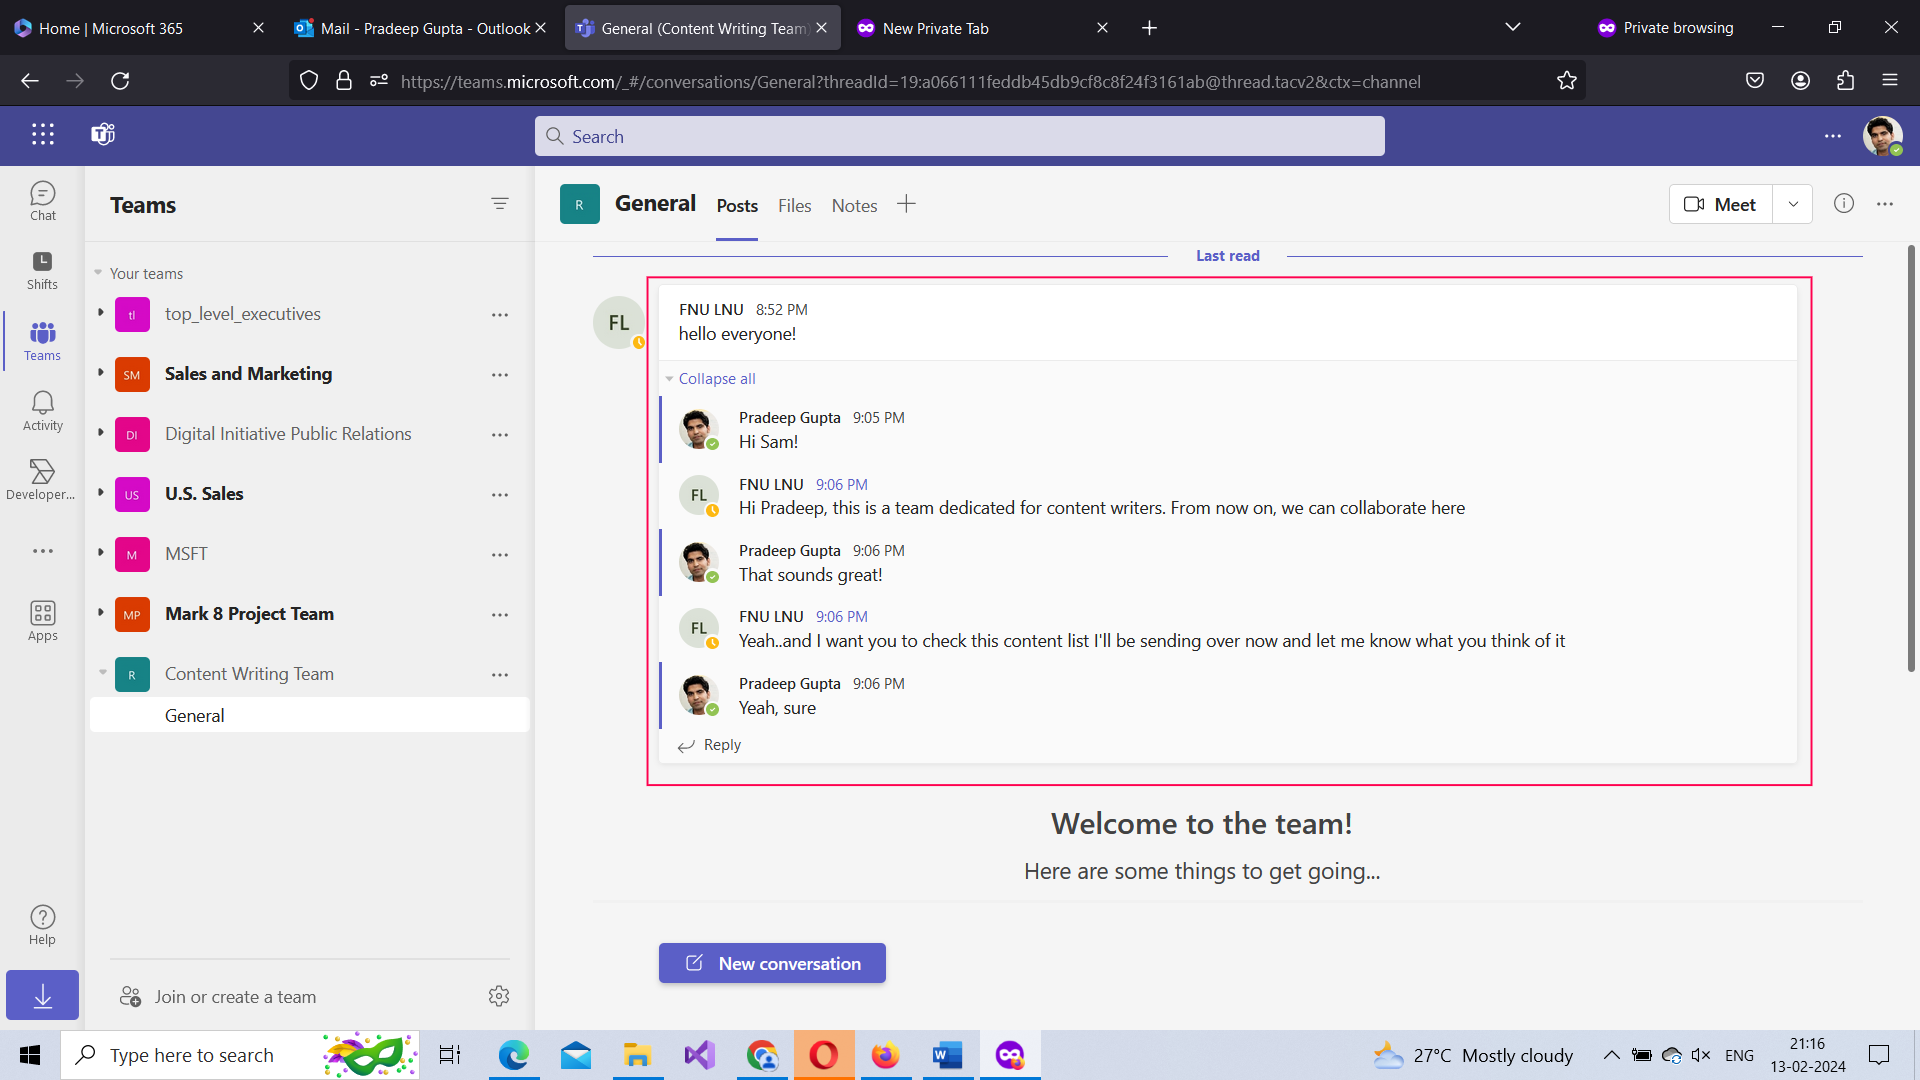 Home | Microsoft 365
Mail - Pradeep Gupta - Outlook
General (Content Writing Team)
New Private Tab
Private browsing
https://teams.microsoft.com/_#/conversations/General?threadId=19:a066111feddb45db9cf8c8f24f3161ab@thread.tacv2&ctx=channel
Search
Chat
Shifts
Teams
Activity
Developer...
Apps
Help
Teams
Your teams
tl top_level_executives
SM Sales and Marketing
DI Digital Initiative Public Relations
US U.S. Sales
M MSFT
MP Mark 8 Project Team
R Content Writing Team
General
Join or create a team
R General Posts Files Notes
Meet
Last read
FL
FNU LNU 8:52 PM
hello everyone!
Collapse all
Pradeep Gupta 9:05 PM
Hi Sam!
FL
FNU LNU 9:06 PM
Hi Pradeep, this is a team dedicated for content writers. From now on, we can collaborate here
Pradeep Gupta 9:06 PM
That sounds great!
FL
FNU LNU 9:06 PM
Yeah..and I want you to check this content list I'll be sending over now and let me know what you think of it
Pradeep Gupta 9:06 PM
Yeah, sure
Reply
Welcome to the team!
Here are some things to get going...
New conversation
Type here to search
27°C Mostly cloudy
ENG
21:16
13-02-2024